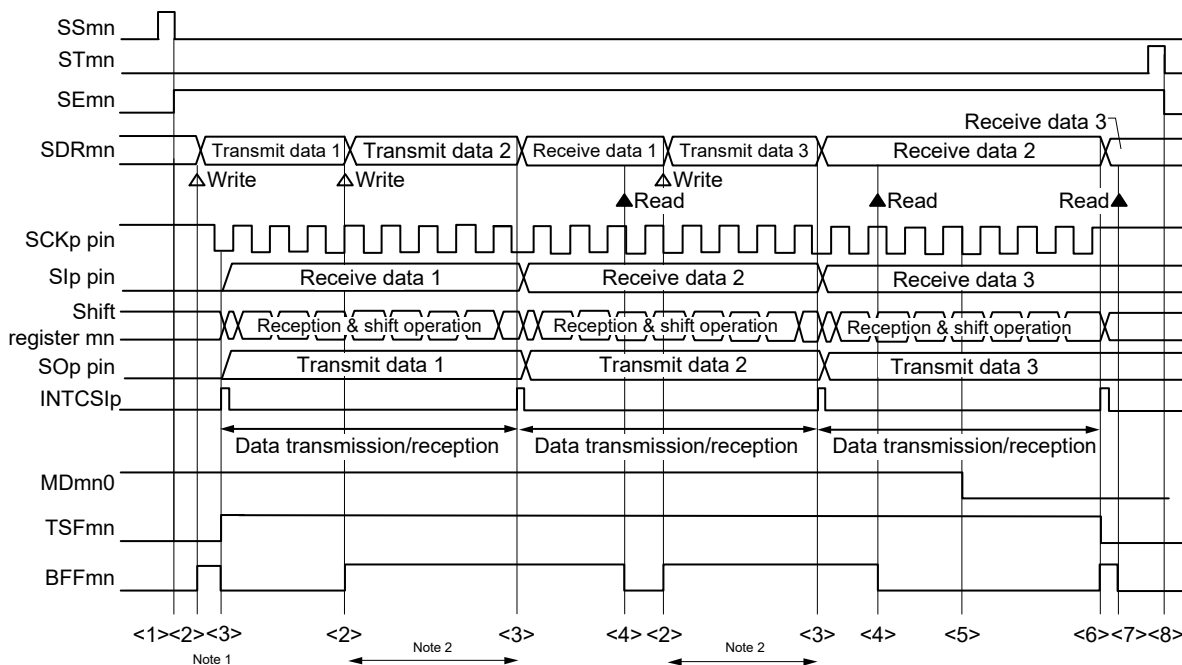 SSmn
STmn
SEmn
Receive data 3
SDRmn Transmit data 1 Transmit data 2 Receive data 1 Transmit data 3 Receive data 2
Write Write Write
Read Read Read
SCKp pin
SIp pin Receive data 1 Receive data 2 Receive data 3
Shift
register mn Reception & shift operation Reception & shift operation Reception & shift operation
SOp pin Transmit data 1 Transmit data 2 Transmit data 3
INTCSIp
Data transmission/reception Data transmission/reception Data transmission/reception
MDmn0
TSFmn
BFFmn
<1><2><3> <2> <3> <4><2> <3> <4> <5> <6><7><8>
Note 1 Note 2 Note 2